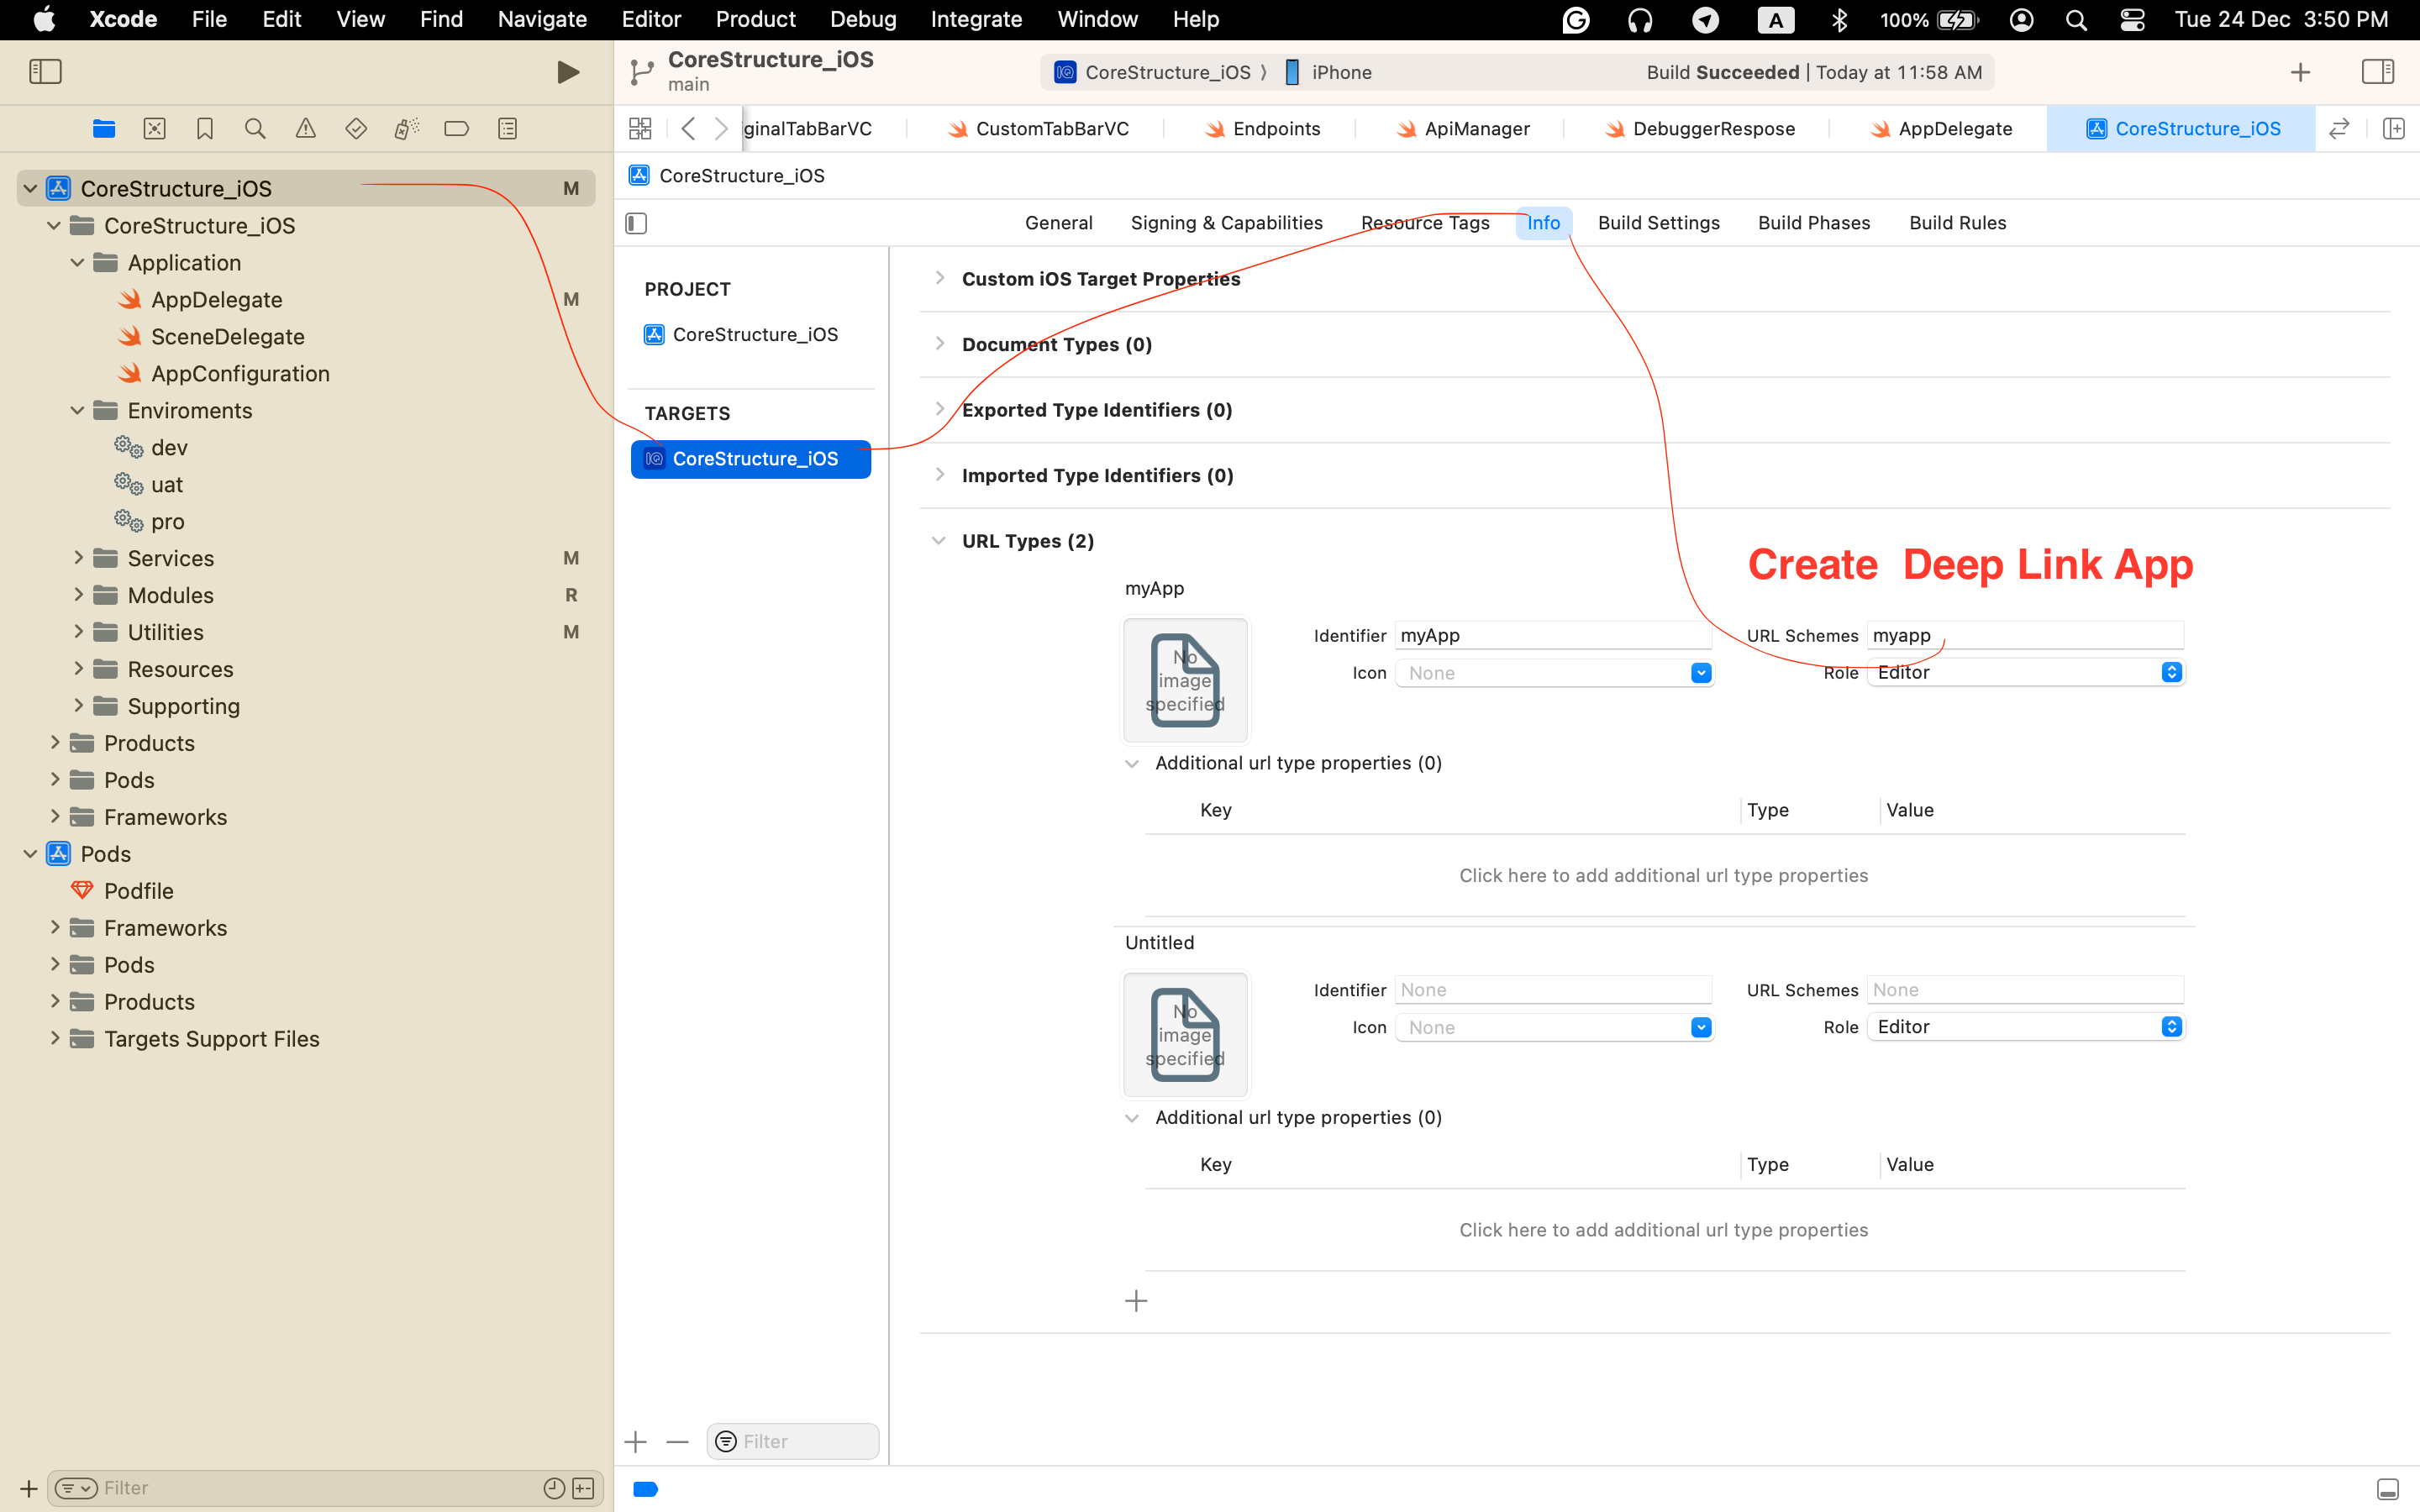 Xcode File Edit View Find Navigate Editor Product Debug Integrate Window Help A 100% Tue 24 Dec 3:50 PM
CoreStructure_iOS
main
CoreStructure_iOS iPhone
Build Succeeded | Today at 11:58 AM
ginalTabBarVC CustomTabBarVC Endpoints ApiManager DebuggerRespose AppDelegate CoreStructure_iOS
CoreStructure_iOS M
CoreStructure_iOS
Application
AppDelegate M
SceneDelegate
AppConfiguration
Enviroments
dev
uat
pro
Services M
Modules R
Utilities M
Resources
Supporting
Products
Pods
Frameworks
Pods
Podfile
Frameworks
Pods
Products
Targets Support Files
Filter
CoreStructure_iOS
General Signing & Capabilities Resource Tags Info Build Settings Build Phases Build Rules
PROJECT
CoreStructure_iOS
TARGETS
CoreStructure_iOS
Filter
Custom iOS Target Properties
Document Types (0)
Exported Type Identifiers (0)
Imported Type Identifiers (0)
URL Types (2)
Create Deep Link App
myApp
No
image
specified
Identifier myApp URL Schemes myapp
Icon None Role Editor
Additional url type properties (0)
Key Type Value
Click here to add additional url type properties
Untitled
No
image
specified
Identifier None URL Schemes None
Icon None Role Editor
Additional url type properties (0)
Key Type Value
Click here to add additional url type properties